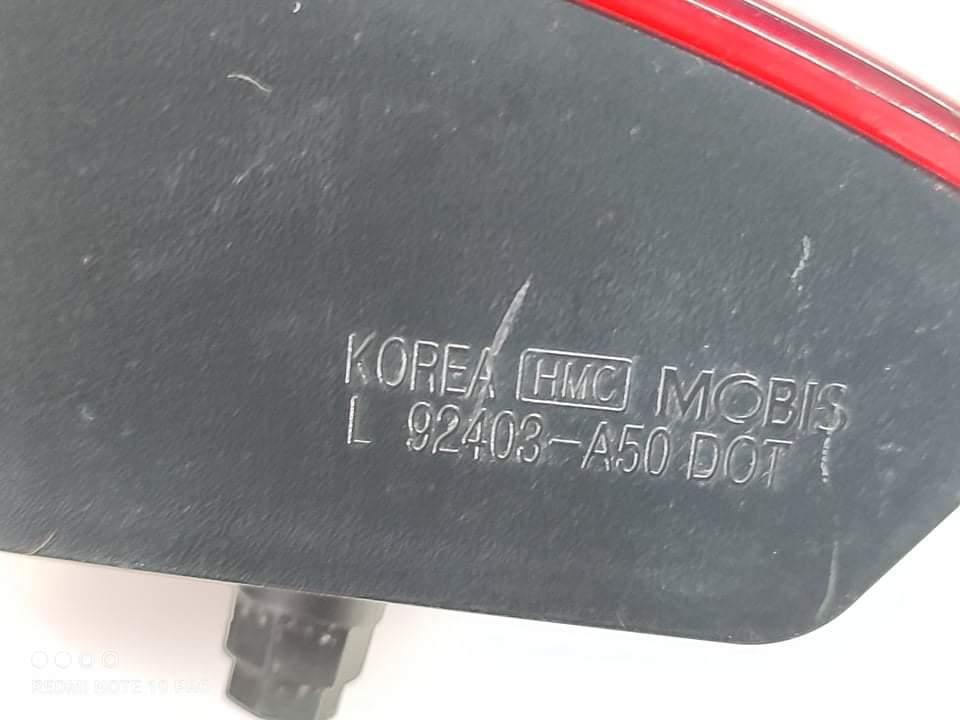 KOREA HMC MOBIS
L 92403-A50 DOT
REDMI NOTE 10 PRO